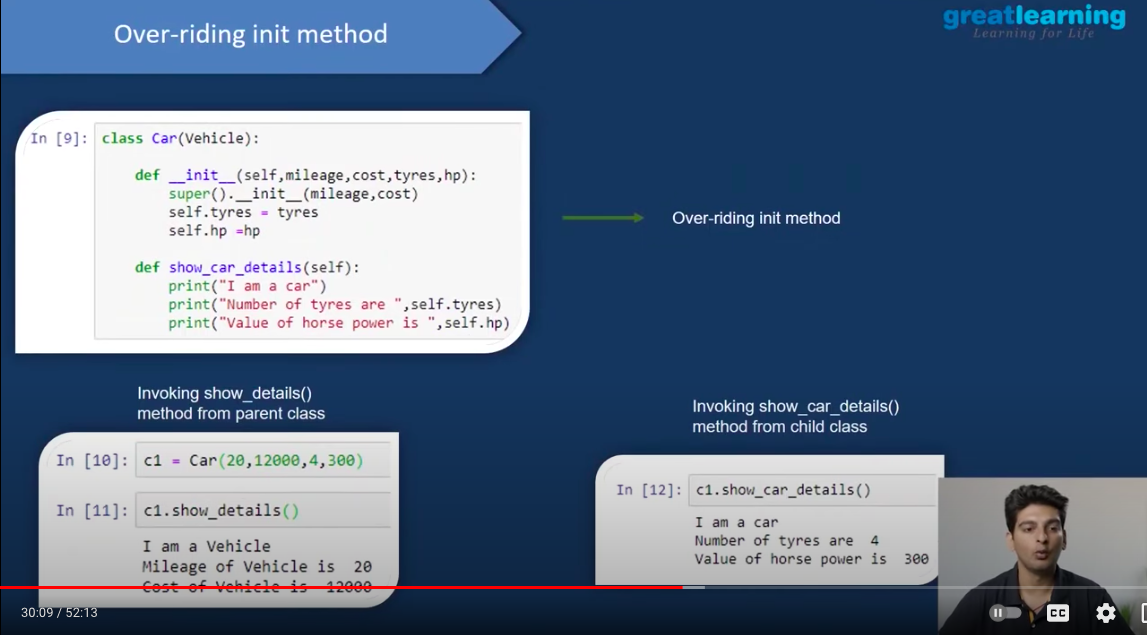 Over-riding init method
greatlearning
Learning for Life
In [9]:
class Car(Vehicle):
def __init__(self,mileage,cost,tyres,hp):
super().__init__(mileage,cost)
self.tyres = tyres
self.hp =hp
def show_car_details(self):
print("I am a car")
print("Number of tyres are ",self.tyres)
print("Value of horse power is ",self.hp)
Over-riding init method
Invoking show_details()
method from parent class
In [10]: c1 = Car(20,12000,4,300)
In [11]: c1.show_details()
I am a Vehicle
Mileage of Vehicle is  20
Cost of Vehicle is  12000
Invoking show_car_details()
method from child class
In [12]: c1.show_car_details()
I am a car
Number of tyres are  4
Value of horse power is  300
30:09 / 52:13
CC